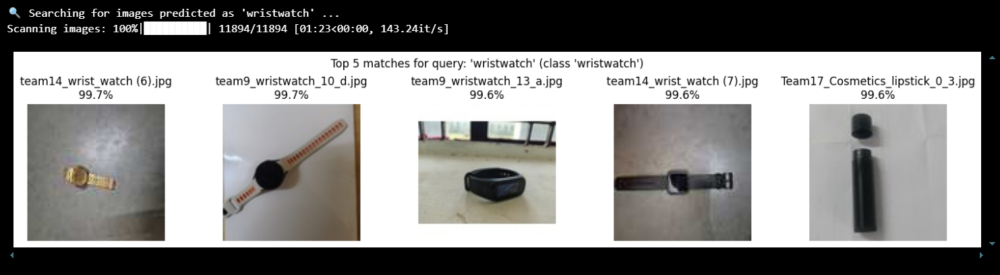 🔍 Searching for images predicted as 'wristwatch' ...
Scanning images: 100%|██████████| 11894/11894 [01:23<00:00, 143.24it/s]
Top 5 matches for query: 'wristwatch' (class 'wristwatch')
team14_wrist_watch (6).jpg
99.7%
team9_wristwatch_10_d.jpg
99.7%
team9_wristwatch_13_a.jpg
99.6%
team14_wrist_watch (7).jpg
99.6%
Team17_Cosmetics_lipstick_0_3.jpg
99.6%